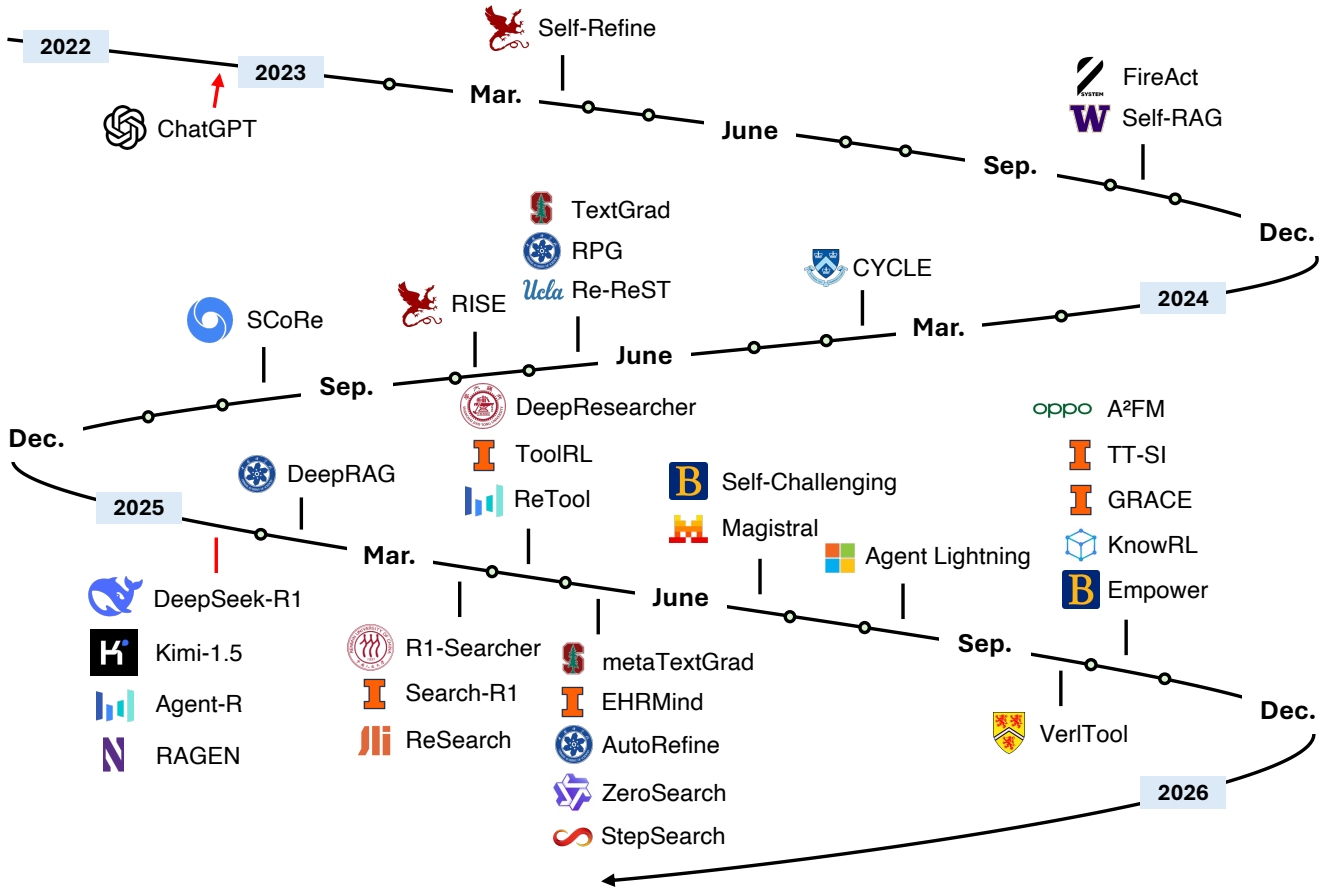 2022
2023
ChatGPT
Mar.
Self-Refine
June
Sep.
SYSTEM
FireAct
W
Self-RAG
Dec.
2024
Mar.
CYCLE
June
TextGrad
RPG
Ucla
Re-ReST
RISE
Sep.
SCoRe
Dec.
2025
DeepSeek-R1
Kimi-1.5
Agent-R
N
RAGEN
DeepRAG
Mar.
R1-Searcher
I
Search-R1
ReSearch
DeepResearcher
I
ToolRL
ReTool
metaTextGrad
I
EHRMind
AutoRefine
ZeroSearch
StepSearch
June
B
Self-Challenging
Magistral
Agent Lightning
Sep.
VerlTool
oppo
A²FM
I
TT-SI
I
GRACE
KnowRL
B
Empower
Dec.
2026